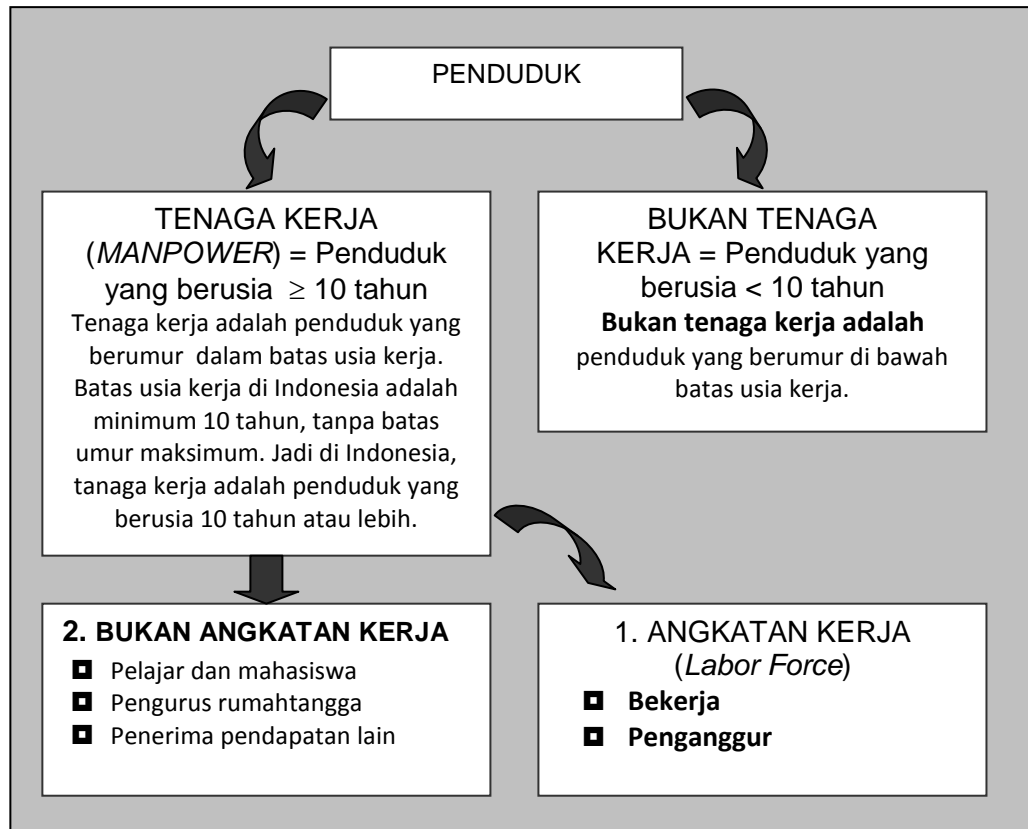 PENDUDUK
TENAGA KERJA
(MANPOWER) = Penduduk
yang berusia ≥ 10 tahun
Tenaga kerja adalah penduduk yang
berumur dalam batas usia kerja.
Batas usia kerja di Indonesia adalah
minimum 10 tahun, tanpa batas
umur maksimum. Jadi di Indonesia,
tanaga kerja adalah penduduk yang
berusia 10 tahun atau lebih.
BUKAN TENAGA
KERJA = Penduduk yang
berusia < 10 tahun
Bukan tenaga kerja adalah
penduduk yang berumur di bawah
batas usia kerja.
2. BUKAN ANGKATAN KERJA
Pelajar dan mahasiswa
Pengurus rumahtangga
Penerima pendapatan lain
1. ANGKATAN KERJA
(Labor Force)
Bekerja
Penganggur